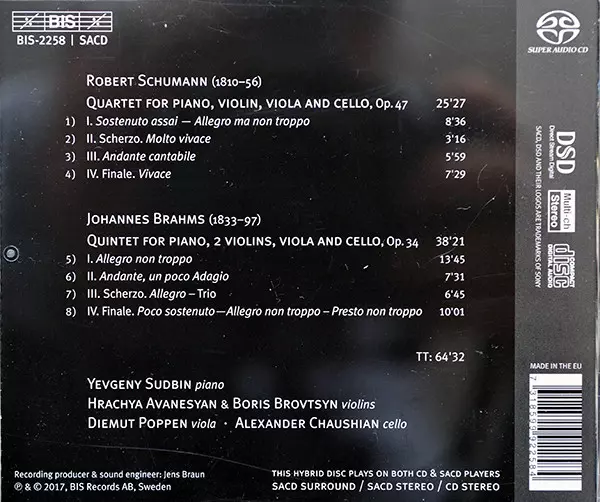 BIS
BIS-2258 | SACD
SUPER AUDIO CD
ROBERT SCHUMANN (1810–56)
QUARTET FOR PIANO, VIOLIN, VIOLA AND CELLO, Op. 47 25'27
1) I. Sostenuto assai — Allegro ma non troppo 8'36
2) II. Scherzo. Molto vivace 3'16
3) III. Andante cantabile 5'59
4) IV. Finale. Vivace 7'29
JOHANNES BRAHMS (1833–97)
QUINTET FOR PIANO, 2 VIOLINS, VIOLA AND CELLO, Op. 34 38'21
5) I. Allegro non troppo 13'45
6) II. Andante, un poco Adagio 7'31
7) III. Scherzo. Allegro – Trio 6'45
8) IV. Finale. Poco sostenuto — Allegro non troppo – Presto non troppo 10'01
TT: 64'32
YEVGENY SUDBIN piano
HRACHYA AVANESYAN & BORIS BROVTSYN violins
DIEMUT POPPEN viola · ALEXANDER CHAUSHIAN cello
Recording producer & sound engineer: Jens Braun
℗ & © 2017, BIS Records AB, Sweden
THIS HYBRID DISC PLAYS ON BOTH CD & SACD PLAYERS
SACD SURROUND / SACD STEREO / CD STEREO
DSD
Direct Stream Digital
Multi-ch
Stereo
COMPACT
disc
DIGITAL AUDIO
SACD, DSD AND THEIR LOGOS ARE TRADEMARKS OF SONY
MADE IN THE EU